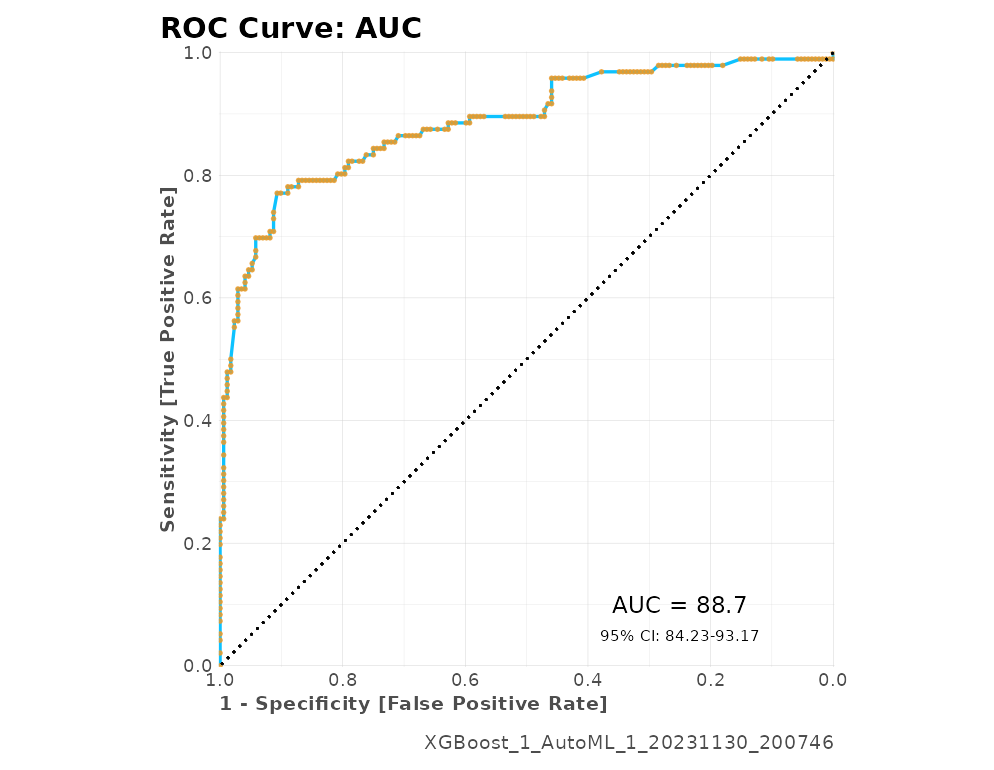 ROC Curve: AUC
Sensitivity [True Positive Rate]
1.0
0.8
0.6
0.4
0.2
0.0
AUC = 88.7
95% CI: 84.23-93.17
1.0 0.8 0.6 0.4 0.2 0.0
1 - Specificity [False Positive Rate]
XGBoost_1_AutoML_1_20231130_200746